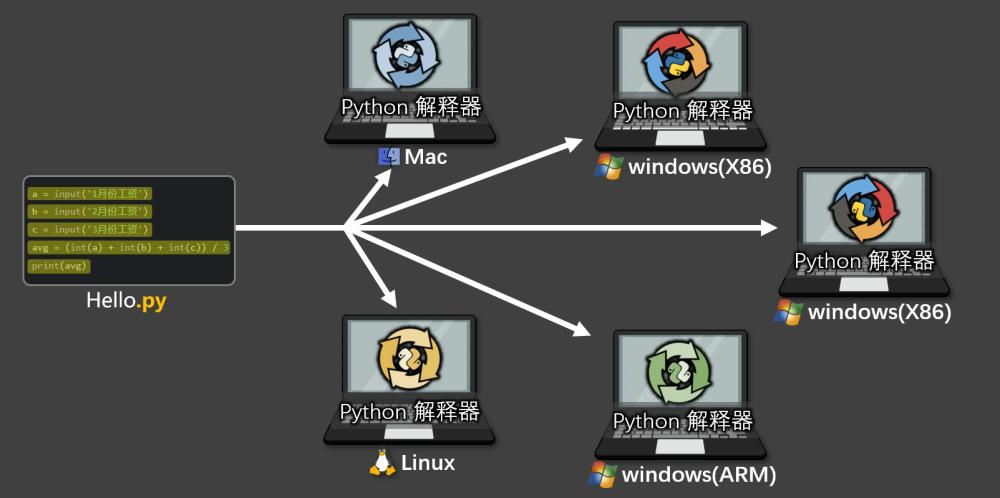 Python 解释器
Mac
Python 解释器
windows(X86)
a = input('1月份工资')
b = input('2月份工资')
c = input('3月份工资')
avg = (int(a) + int(b) + int(c)) / 3
print(avg)
Hello.py
Python 解释器
windows(X86)
Python 解释器
Linux
Python 解释器
windows(ARM)